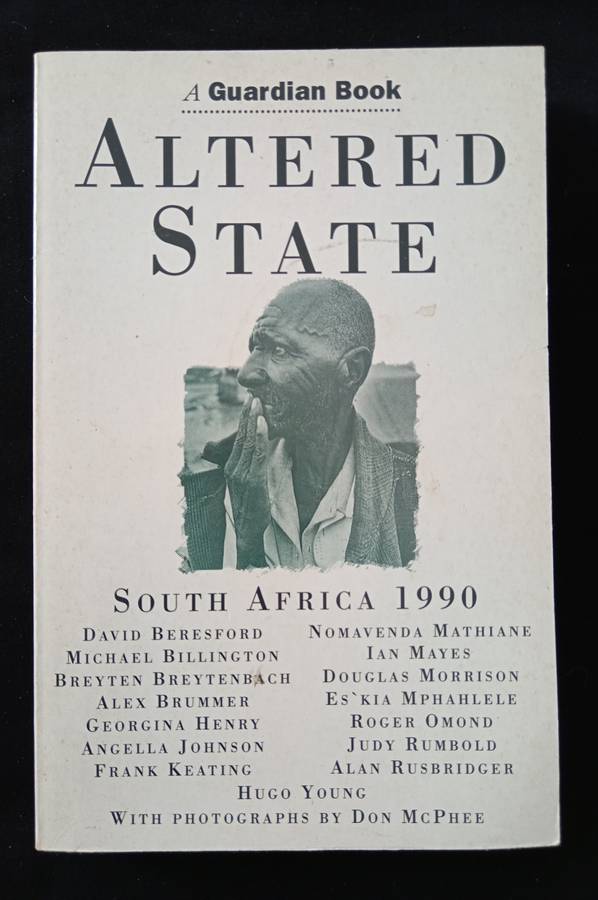 A Guardian Book
ALTERED
STATE
SOUTH AFRICA 1990
DAVID BERESFORD
MICHAEL BILLINGTON
BREYTEN BREYTENBACH
ALEX BRUMMER
GEORGINA HENRY
ANGELLA JOHNSON
FRANK KEATING
NOMAVENDA MATHIANE
IAN MAYES
DOUGLAS MORRISON
ES`KIA MPHAHLELE
ROGER OMOND
JUDY RUMBOLD
ALAN RUSBRIDGER
HUGO YOUNG
WITH PHOTOGRAPHS BY DON MCPHEE